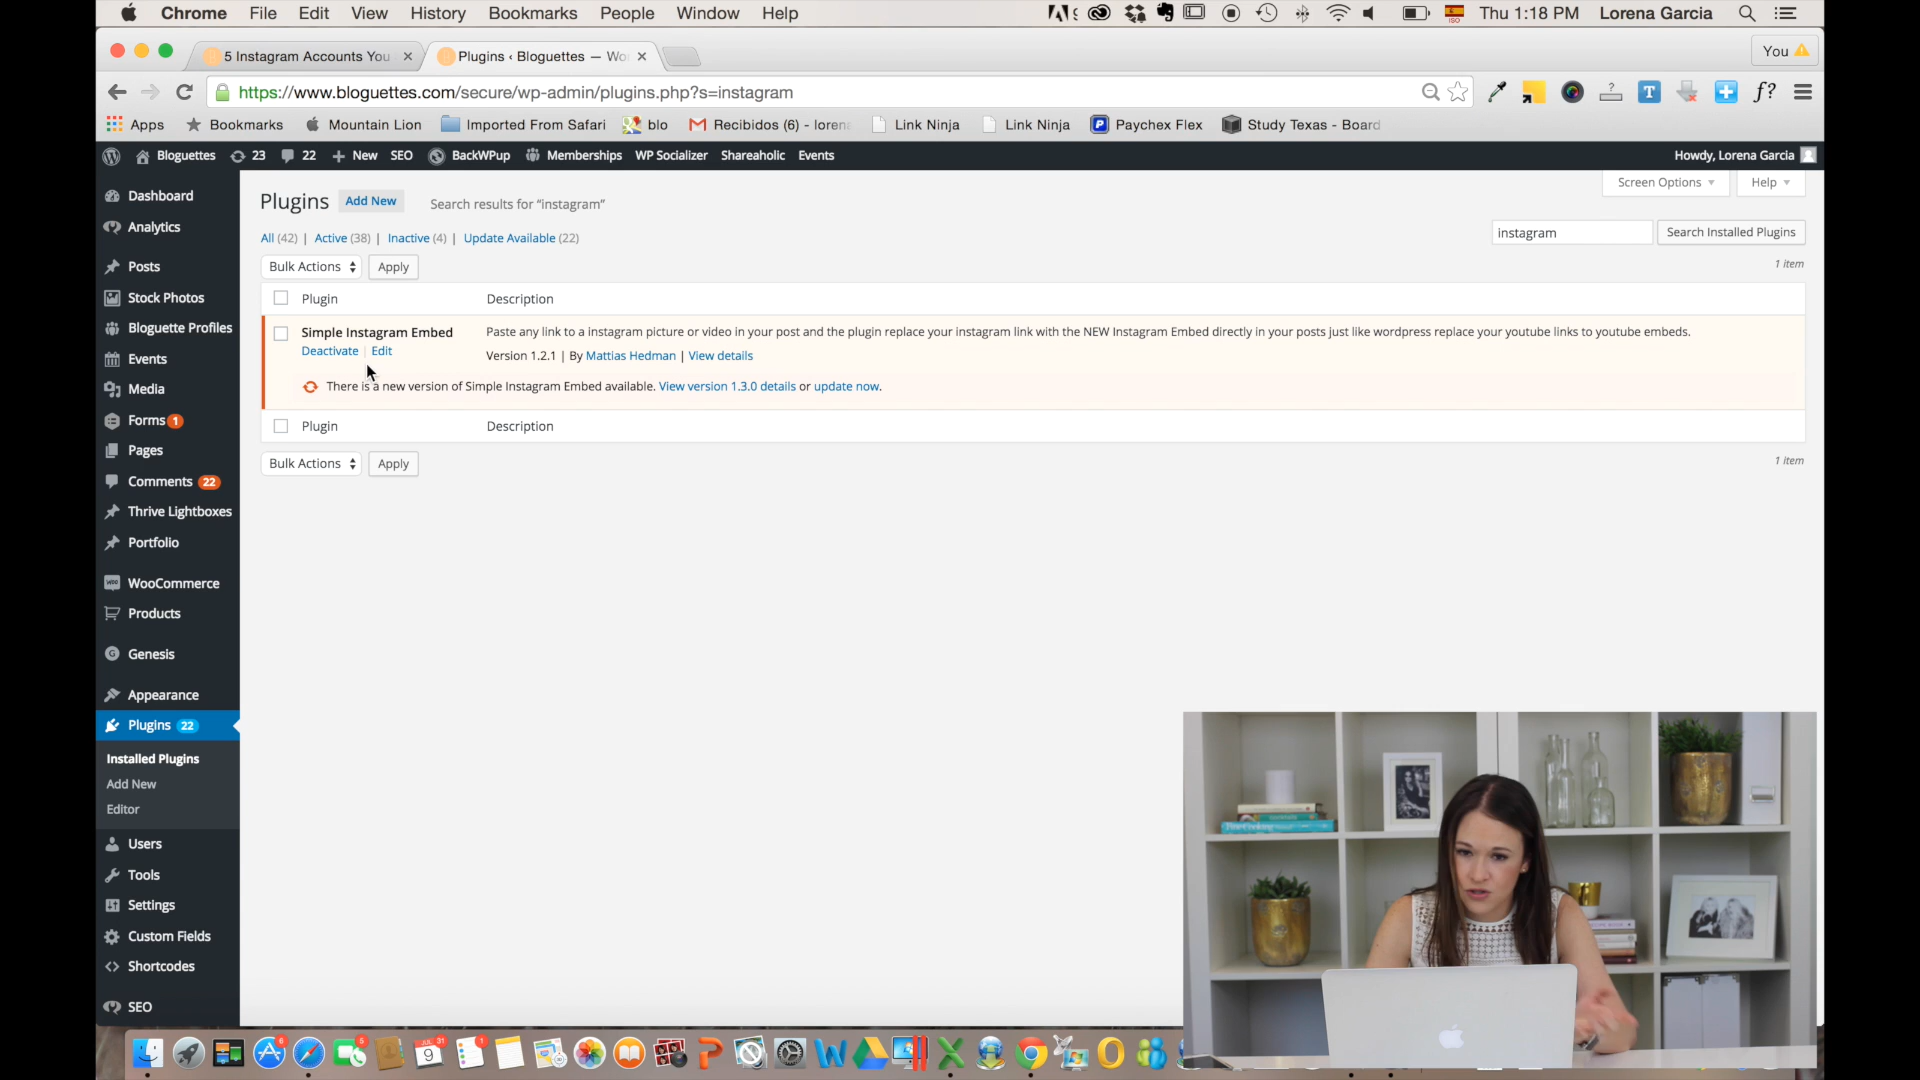 Chrome File Edit View History Bookmarks People Window Help Thu 1:18 PM Lorena Garcia
5 Instagram Accounts You Plugins ‹ Bloguettes — Wo You
https://www.bloguettes.com/secure/wp-admin/plugins.php?s=instagram
Apps Bookmarks Mountain Lion Imported From Safari blo Recibidos (6) - loren Link Ninja Link Ninja Paychex Flex Study Texas - Board
Bloguettes 23 22 New SEO BackWPup Memberships WP Socializer Shareaholic Events Howdy, Lorena Garcia
Screen Options Help
Plugins Add New Search results for "instagram"
All (42) | Active (38) | Inactive (4) | Update Available (22)
instagram Search Installed Plugins
Bulk Actions Apply
1 item
Plugin Description
Simple Instagram Embed
Deactivate | Edit
Paste any link to a instagram picture or video in your post and the plugin replace your instagram link with the NEW Instagram Embed directly in your posts just like wordpress replace your youtube links to youtube embeds.
Version 1.2.1 | By Mattias Hedman | View details
There is a new version of Simple Instagram Embed available. View version 1.3.0 details or update now.
Plugin Description
Bulk Actions Apply
1 item
Dashboard
Analytics
Posts
Stock Photos
Bloguette Profiles
Events
Media
Forms 1
Pages
Comments 22
Thrive Lightboxes
Portfolio
WooCommerce
Products
Genesis
Appearance
Plugins 22
Installed Plugins
Add New
Editor
Users
Tools
Settings
Custom Fields
Shortcodes
SEO